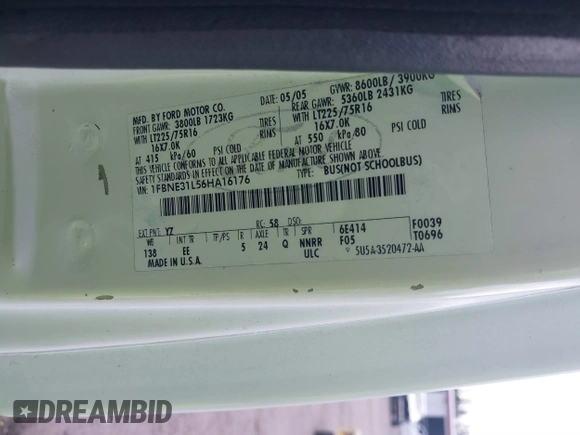 MFD. BY FORD MOTOR CO.
05/05
GVWR: 8600LB / 3900KG
FRONT GAWR: 3800LB 1723KG
REAR GAWR: 5360LB 2431KG
WITH LT225/75R16 TIRES
WITH LT225/75R16 TIRES
16X7.0K RIMS
16X7.0K RIMS
AT 415 kPa/60 PSI COLD
AT 550 kPa/80 PSI COLD
THIS VEHICLE CONFORMS TO ALL APPLICABLE FEDERAL MOTOR VEHICLE
SAFETY STANDARDS IN EFFECT ON THE DATE OF MANUFACTURE SHOWN ABOVE.
VIN: 1FBNE31L56HA16176
TYPE: BUS(NOT SCHOOLBUS)
EXT PNT: YZ RC: 58 DSO:
WB INT TR TP/PS R AXLE TR SPR 6E414 F0039
138 EE 5 24 Q NNRR F05 T0696
MADE IN U.S.A. ULC
5U5A-3520472-AA
DREAMBID